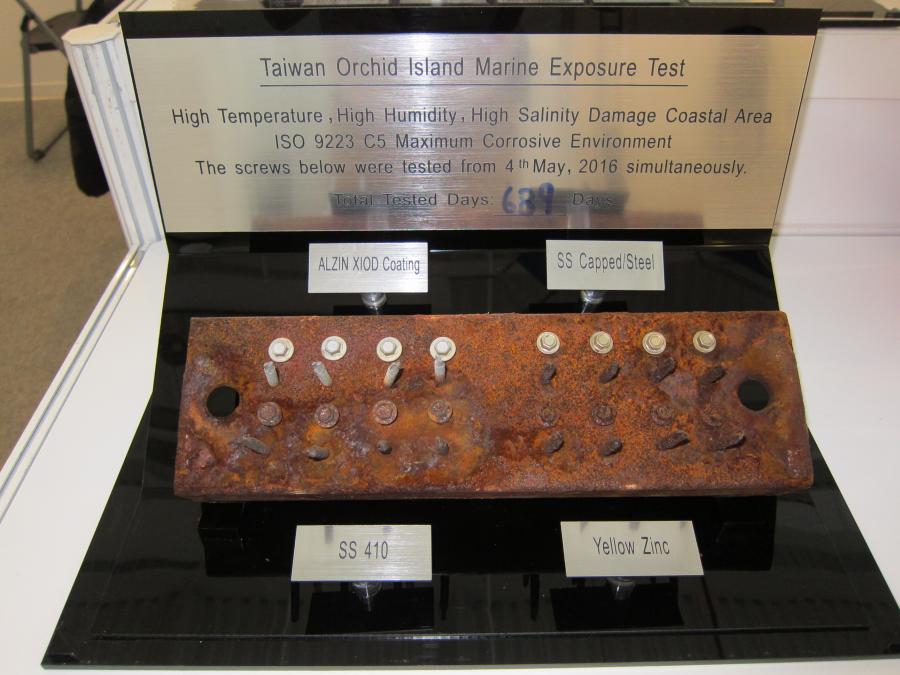 Taiwan Orchid Island Marine Exposure Test
High Temperature, High Humidity, High Salinity Damage Coastal Area
ISO 9223 C5 Maximum Corrosive Environment
The screws below were tested from 4th May, 2016 simultaneously.
Total Tested Days: 689 Days
ALZIN XIOD Coating
SS Capped/Steel
SS 410
Yellow Zinc